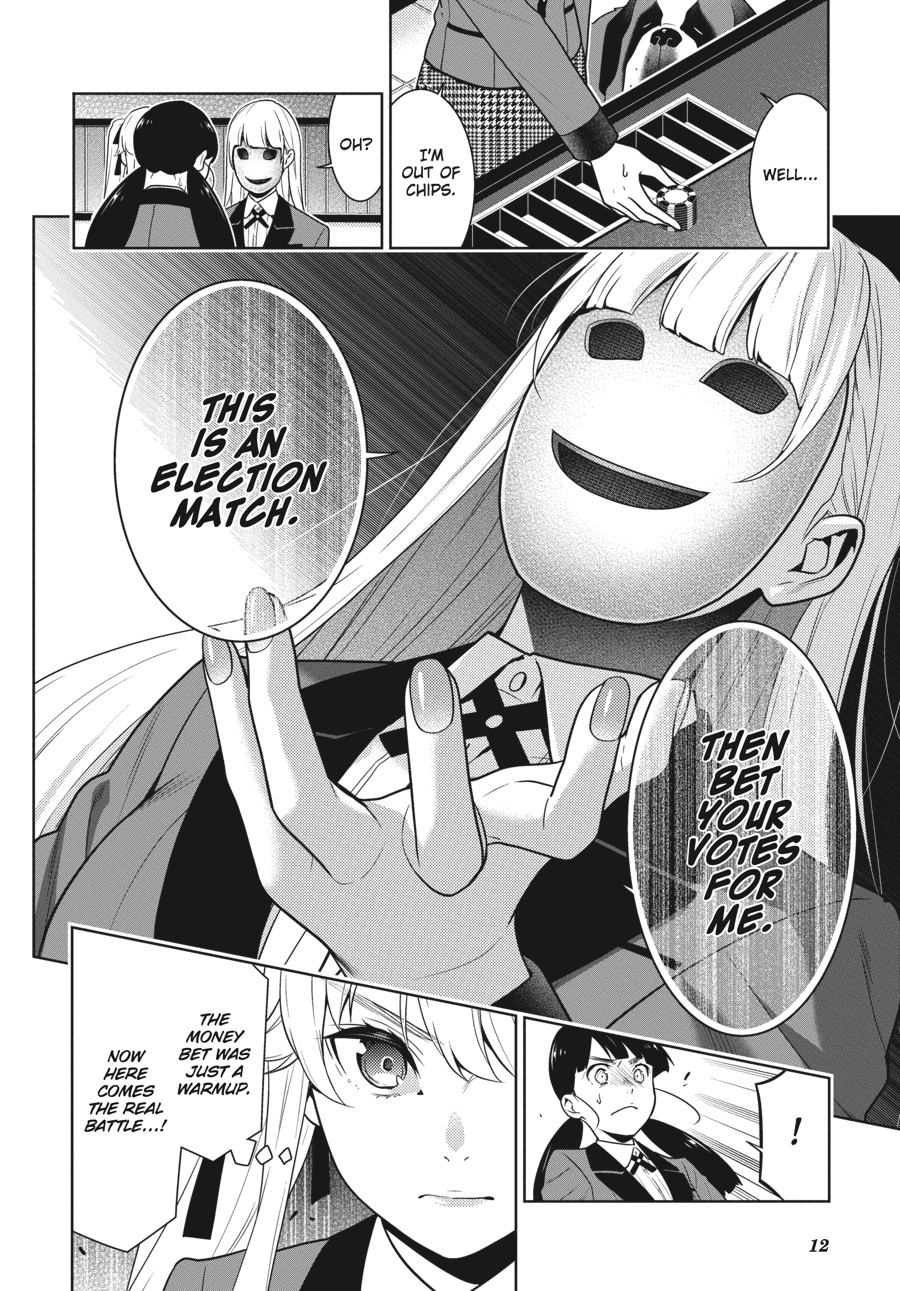 WELL...
I'M
OUT OF
CHIPS.
OH?
THIS
IS AN
ELECTION
MATCH.
THEN
BET
YOUR
VOTES
FOR
ME.
!
THE
MONEY
BET WAS
JUST A
WARMUP.
NOW
HERE
COMES
THE REAL
BATTLE...!
12